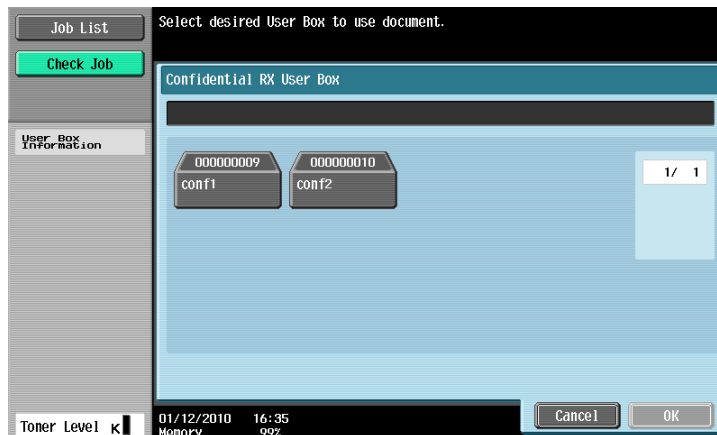 Job List
Select desired User Box to use document.
Check Job
Confidential RX User Box
User Box
Information
000000009
000000010
conf1
conf2
1/ 1
Cancel
OK
Toner Level K
01/12/2010 16:35
Memory 99%